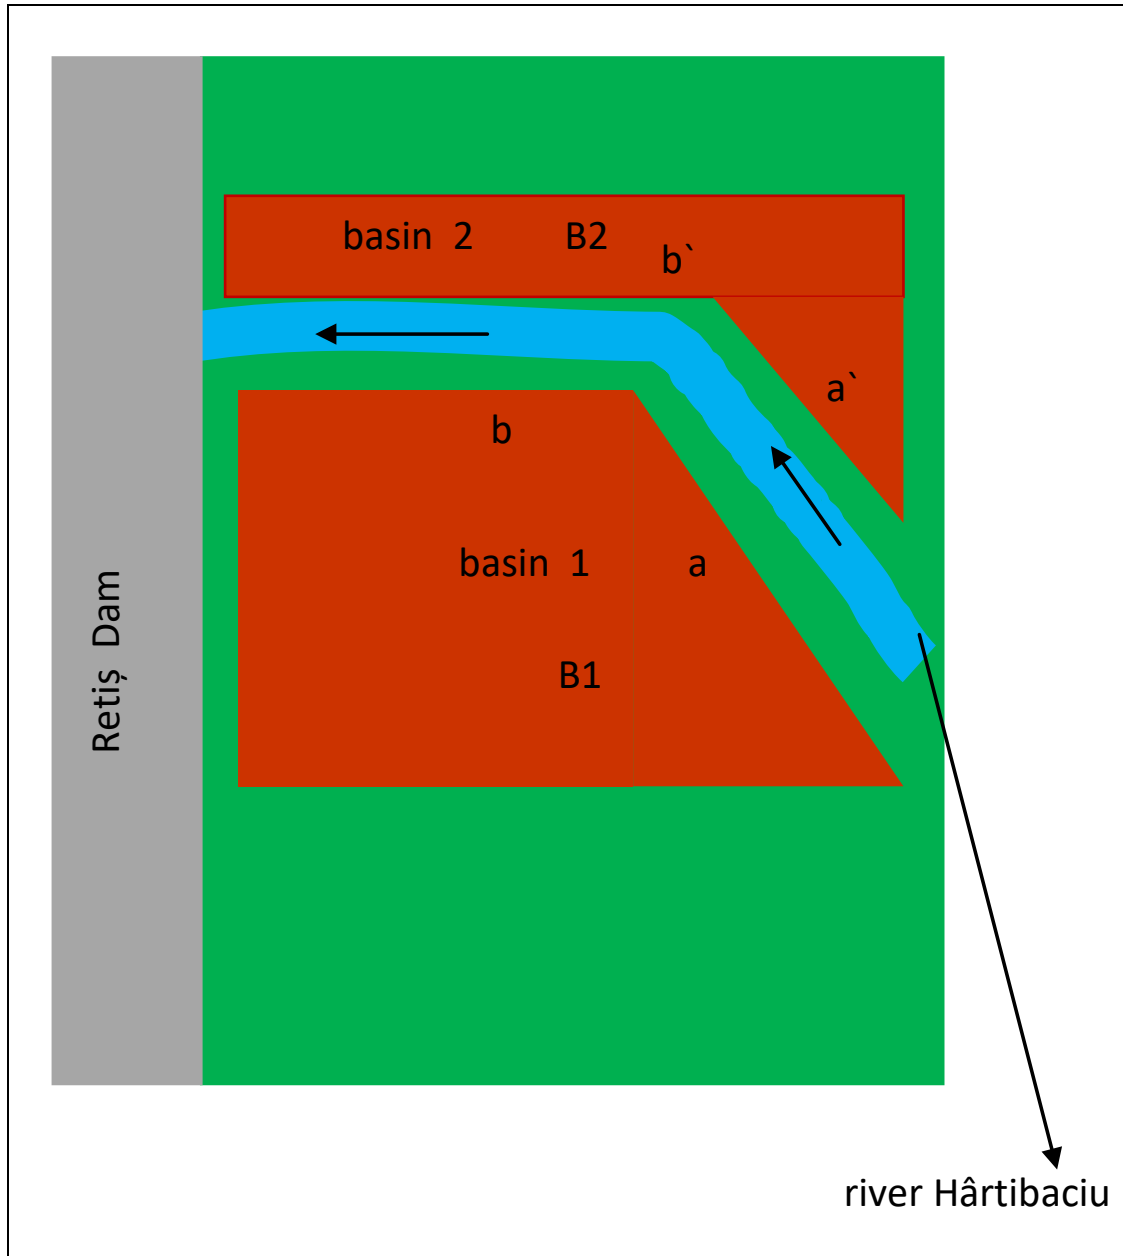 basin 2 B2
b`
a`
b
basin 1 a
B1
Retiș Dam
river Hârtibaciu